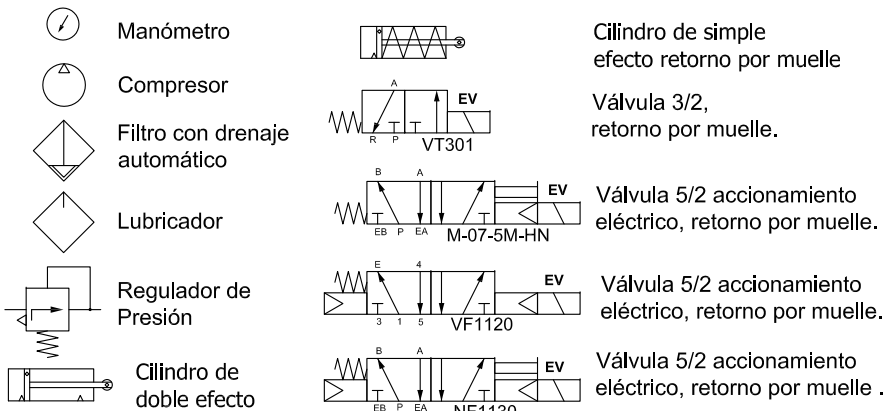 Manómetro
Compresor
Filtro con drenaje
automático
Lubricador
Regulador de
Presión
Cilindro de
doble efecto
Cilindro de simple
efecto retorno por muelle
A
EV
R P
VT301
Válvula 3/2,
retorno por muelle.
B A
EV
EB P EA
M-07-5M-HN
Válvula 5/2 accionamiento
eléctrico, retorno por muelle.
E 4
EV
3 1 5
VF1120
Válvula 5/2 accionamiento
eléctrico, retorno por muelle.
B A
EV
EB P EA
Válvula 5/2 accionamiento
eléctrico, retorno por muelle .